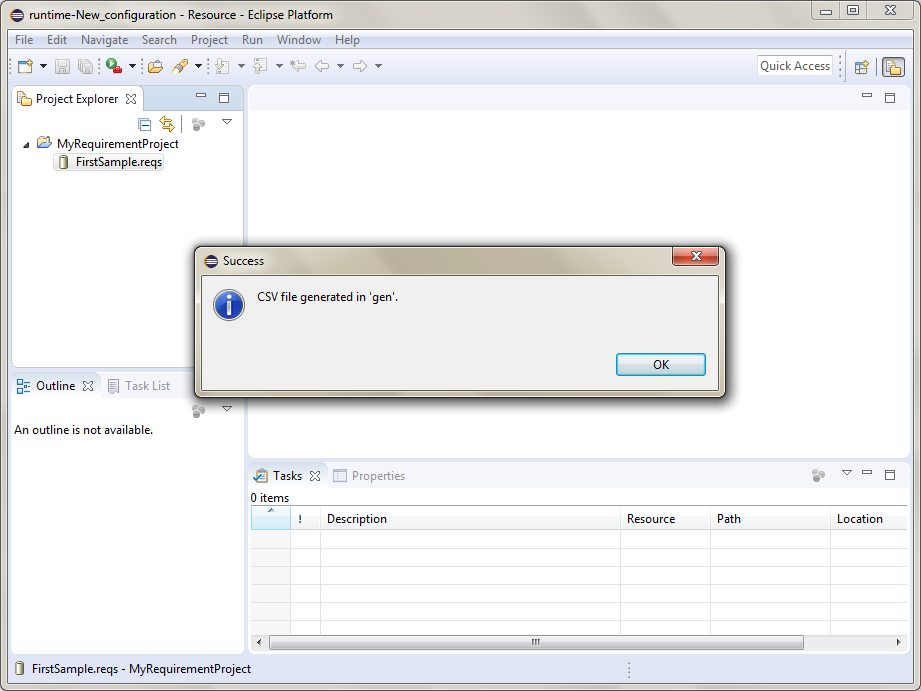 runtime-New_configuration - Resource - Eclipse Platform
File Edit Navigate Search Project Run Window Help
Quick Access
Project Explorer
MyRequirementProject
FirstSample.reqs
Success
CSV file generated in 'gen'.
OK
Outline Task List
An outline is not available.
Tasks Properties
0 items
! Description Resource Path Location
FirstSample.reqs - MyRequirementProject